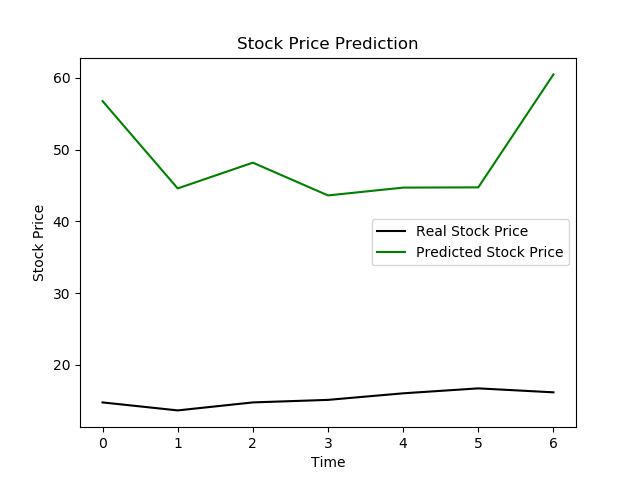 Stock Price Prediction
60
50
40
30
20
Stock Price
Real Stock Price
Predicted Stock Price
0 1 2 3 4 5 6
Time